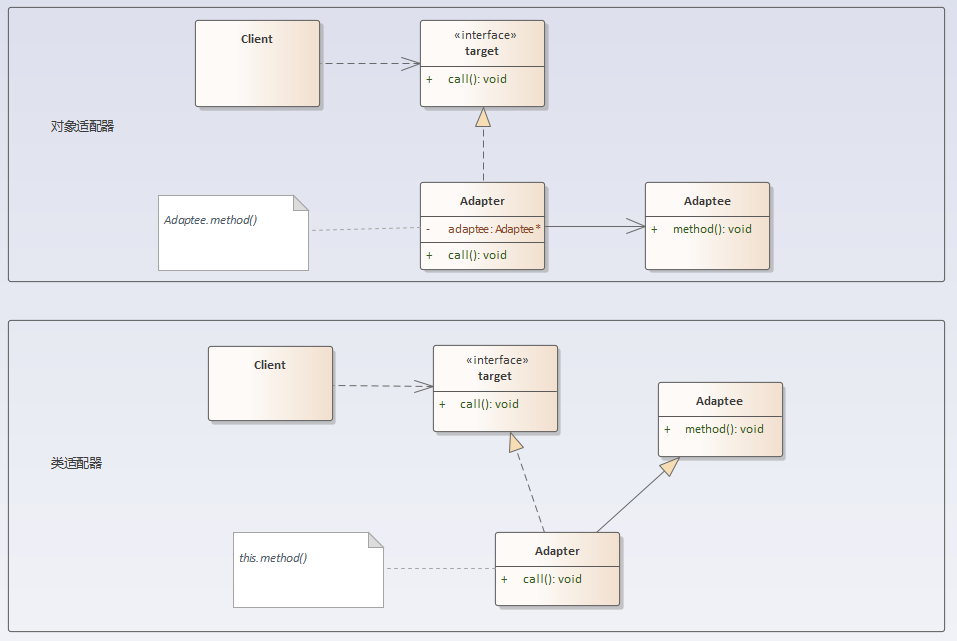 Client
«interface»
target
+ call(): void
对象适配器
Adaptee.method()
Adapter
- adaptee: Adaptee*
+ call(): void
Adaptee
+ method(): void
Client
«interface»
target
+ call(): void
Adaptee
+ method(): void
类适配器
this.method()
Adapter
+ call(): void